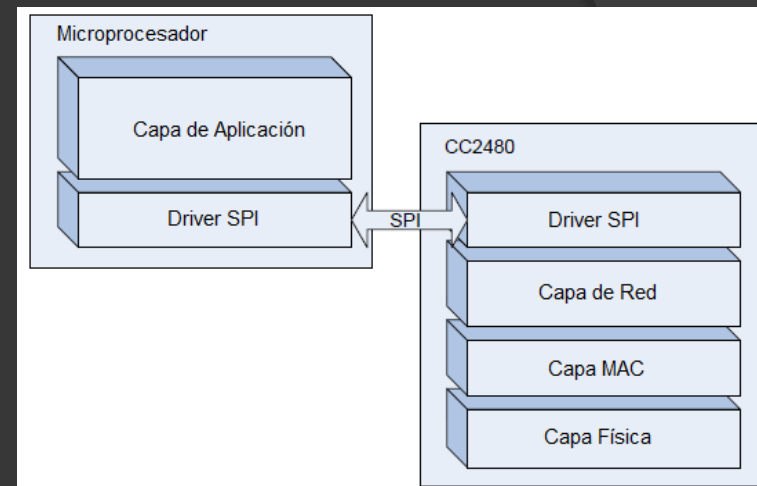 Microprocesador
Capa de Aplicación
Driver SPI
SPI
CC2480
Driver SPI
Capa de Red
Capa MAC
Capa Física